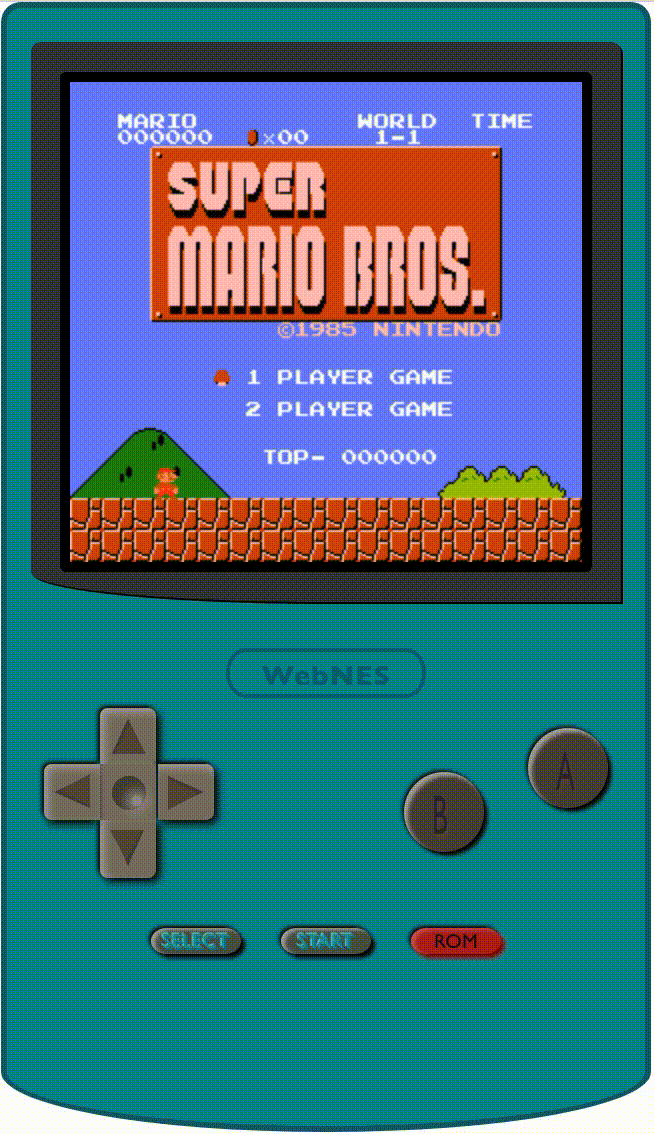 MARIO WORLD TIME
000000 ×00 1-1
SUPER
MARIO BROS.
©1985 NINTENDO
1 PLAYER GAME
2 PLAYER GAME
TOP- 000000
WebNES
A
B
SELECT START ROM